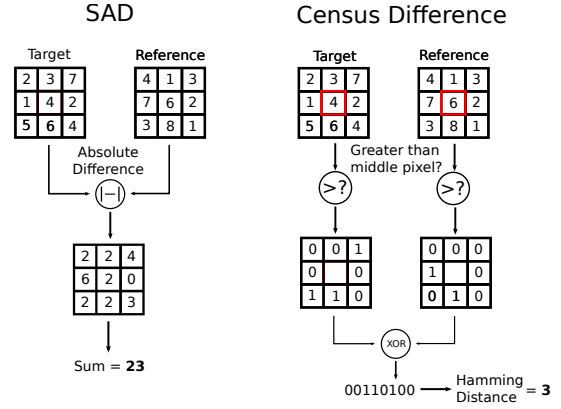 SAD
Target Reference
2 3 7 4 1 3
1 4 2 7 6 2
5 6 4 3 8 1
Absolute
Difference
|−|
2 2 4
6 2 0
2 2 3
Sum = 23
Census Difference
Target Reference
2 3 7 4 1 3
1 4 2 7 6 2
5 6 4 3 8 1
Greater than
middle pixel?
>? >?
0 0 1 0 0 0
0 0 1 0
1 1 0 0 1 0
XOR
00110100
Hamming
Distance = 3